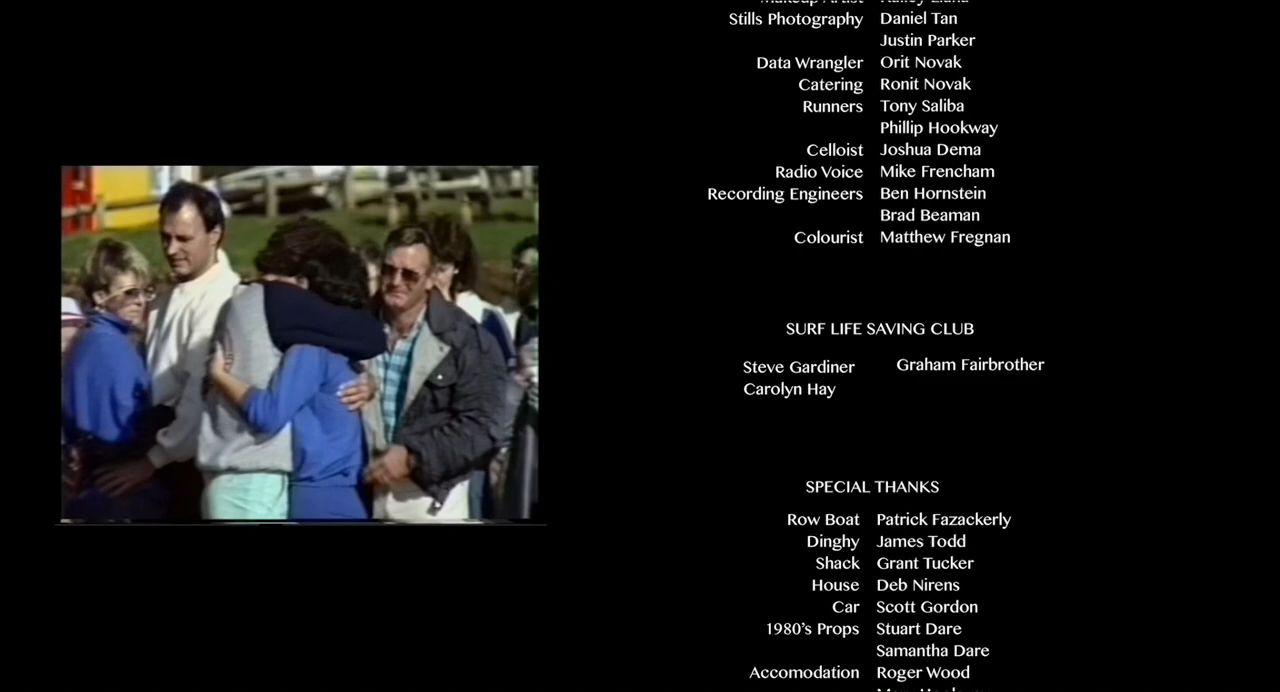 Stills Photography Daniel Tan
Justin Parker
Data Wrangler Orit Novak
Catering Ronit Novak
Runners Tony Saliba
Phillip Hookway
Celloist Joshua Dema
Radio Voice Mike Frencham
Recording Engineers Ben Hornstein
Brad Beaman
Colourist Matthew Fregnan
SURF LIFE SAVING CLUB
Steve Gardiner Graham Fairbrother
Carolyn Hay
SPECIAL THANKS
Row Boat Patrick Fazackerly
Dinghy James Todd
Shack Grant Tucker
House Deb Nirens
Car Scott Gordon
1980's Props Stuart Dare
Samantha Dare
Accomodation Roger Wood